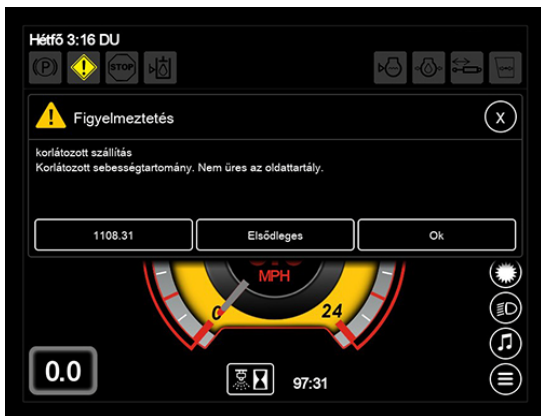 Hétfő 3:16 DU
(P)
STOP
Figyelmeztetés
X
korlátozott szállítás
Korlátozott sebességtartomány. Nem üres az oldattartály.
1108.31
Elsődleges
Ok
MPH
0
24
0.0
97:31